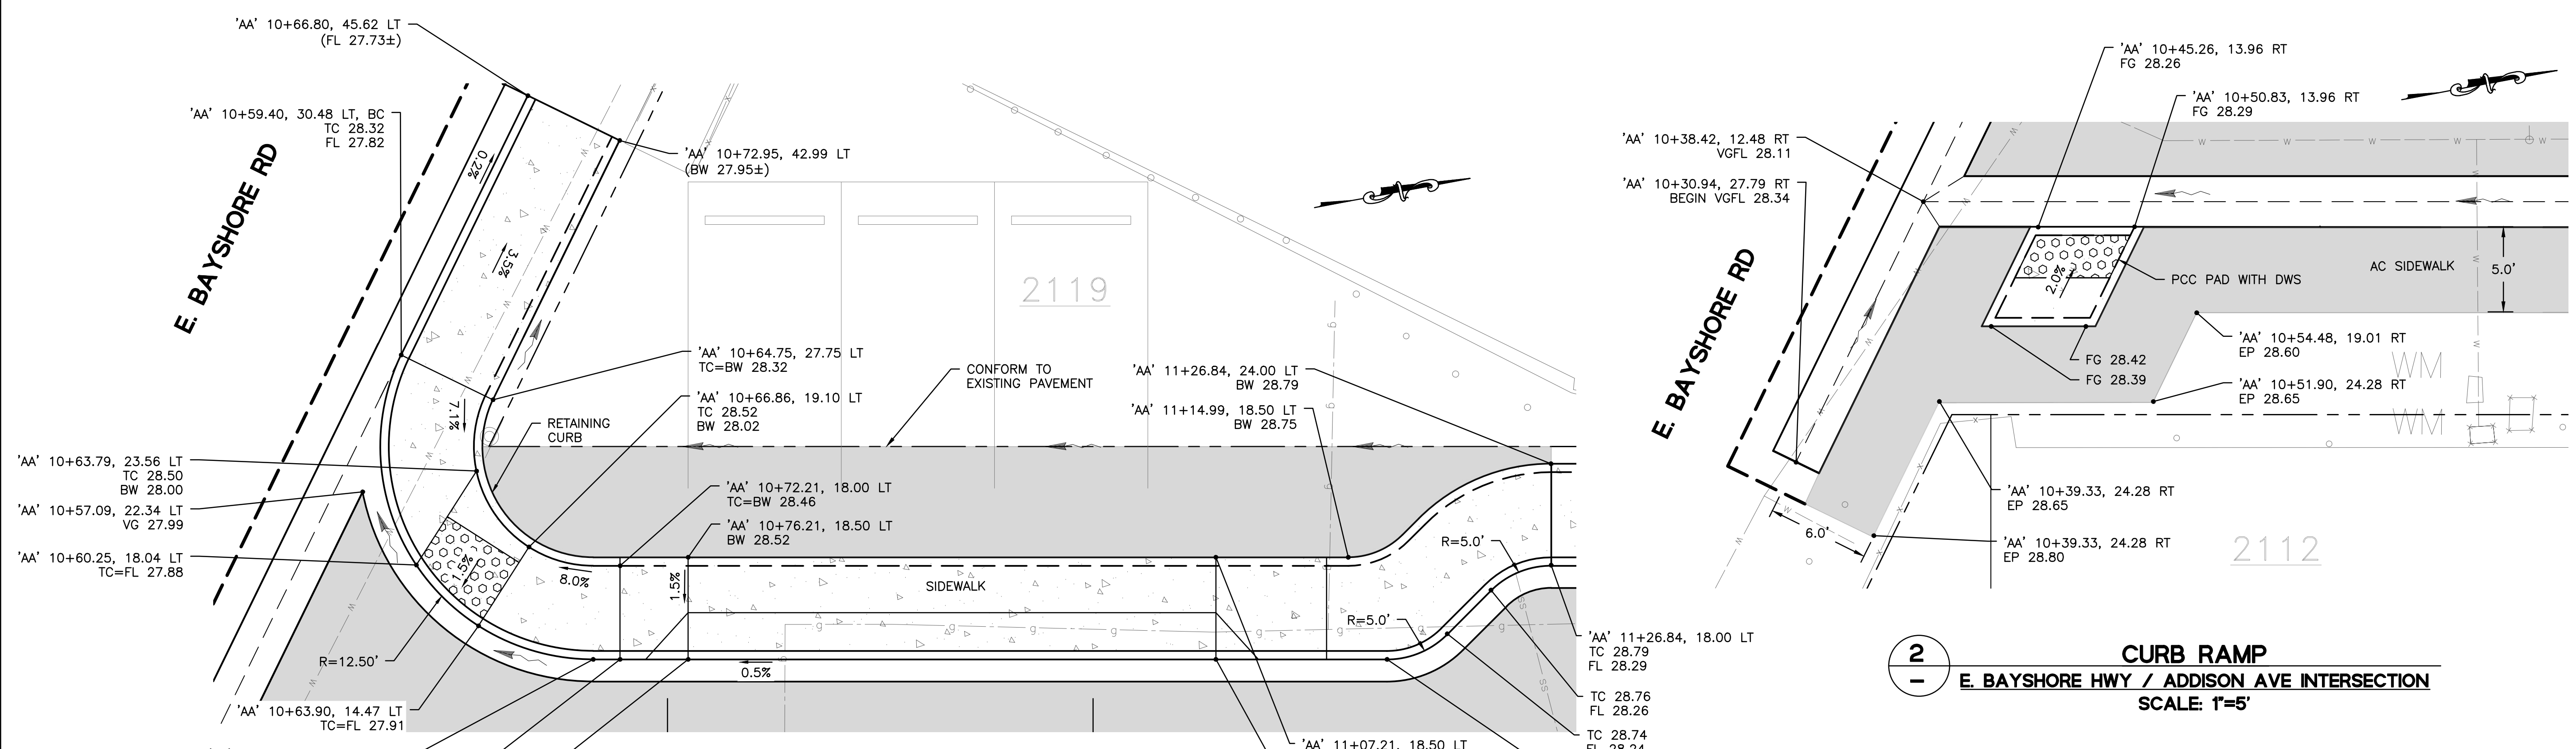 'AA' 10+66.80, 45.62 LT
(FL 27.73±)
'AA' 10+59.40, 30.48 LT, BC
TC 28.32
FL 27.82
E. BAYSHORE RD
0.2%
3.5%
7.1%
'AA' 10+72.95, 42.99 LT
(BW 27.95±)
2119
'AA' 10+64.75, 27.75 LT
TC=BW 28.32
'AA' 10+66.86, 19.10 LT
TC 28.52
BW 28.02
RETAINING
CURB
CONFORM TO
EXISTING PAVEMENT
'AA' 11+26.84, 24.00 LT
BW 28.79
'AA' 11+14.99, 18.50 LT
BW 28.75
'AA' 10+63.79, 23.56 LT
TC 28.50
BW 28.00
'AA' 10+57.09, 22.34 LT
VG 27.99
'AA' 10+60.25, 18.04 LT
TC=FL 27.88
'AA' 10+72.21, 18.00 LT
TC=BW 28.46
'AA' 10+76.21, 18.50 LT
BW 28.52
1.5%
8.0%
1.5%
SIDEWALK
R=5.0'
R=5.0'
R=12.50'
0.5%
'AA' 10+63.90, 14.47 LT
TC=FL 27.91
'AA' 11+26.84, 18.00 LT
TC 28.79
FL 28.29
TC 28.76
FL 28.26
TC 28.74
FL 28.24
'AA' 11+07.21, 18.50 LT
'AA' 10+45.26, 13.96 RT
FG 28.26
'AA' 10+50.83, 13.96 RT
FG 28.29
'AA' 10+38.42, 12.48 RT
VGFL 28.11
'AA' 10+30.94, 27.79 RT
BEGIN VGFL 28.34
E. BAYSHORE RD
2.0%
AC SIDEWALK
5.0'
PCC PAD WITH DWS
'AA' 10+54.48, 19.01 RT
EP 28.60
WM
FG 28.42
FG 28.39
'AA' 10+51.90, 24.28 RT
EP 28.65
WM
'AA' 10+39.33, 24.28 RT
EP 28.65
6.0'
'AA' 10+39.33, 24.28 RT
EP 28.80
2112
2
-
CURB RAMP
E. BAYSHORE HWY / ADDISON AVE INTERSECTION
SCALE: 1"=5'